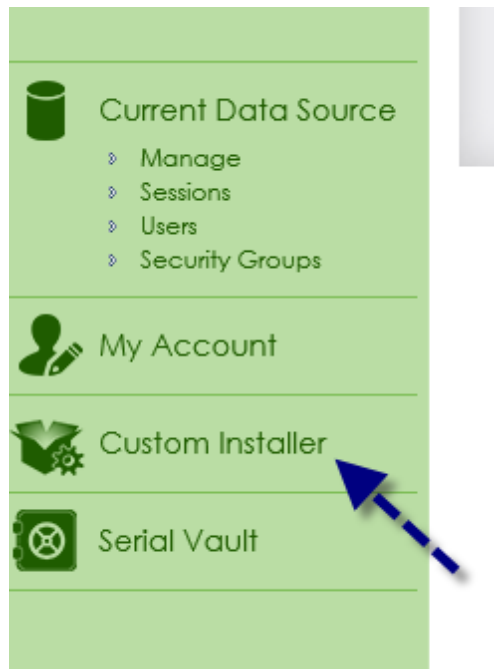 Current Data Source
Manage
Sessions
Users
Security Groups
My Account
Custom Installer
Serial Vault